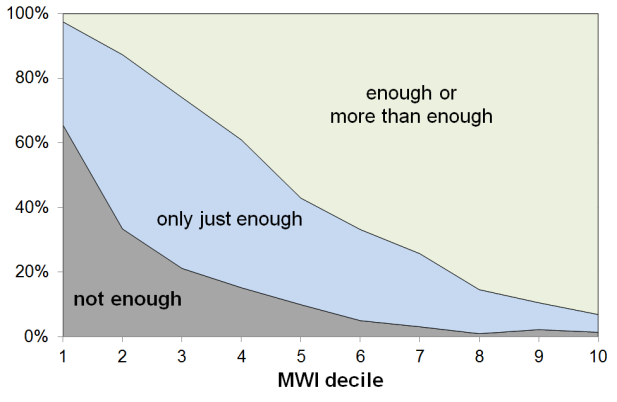 100%
80%
60%
40%
20%
0%
enough or
more than enough
only just enough
not enough
1 2 3 4 5 6 7 8 9 10
MWI decile